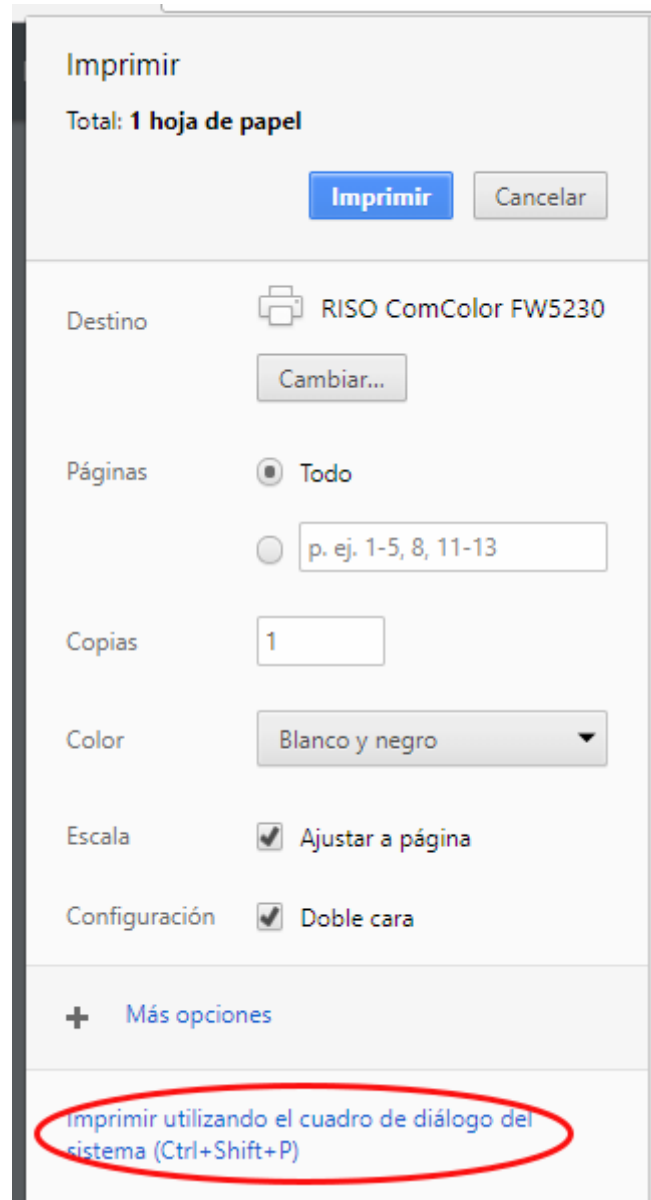 Imprimir
Total: 1 hoja de papel
Imprimir Cancelar
Destino RISO ComColor FW5230
Cambiar...
Páginas Todo
p. ej. 1-5, 8, 11-13
Copias 1
Color Blanco y negro
Escala Ajustar a página
Configuración Doble cara
Más opciones
Imprimir utilizando el cuadro de diálogo del
sistema (Ctrl+Shift+P)